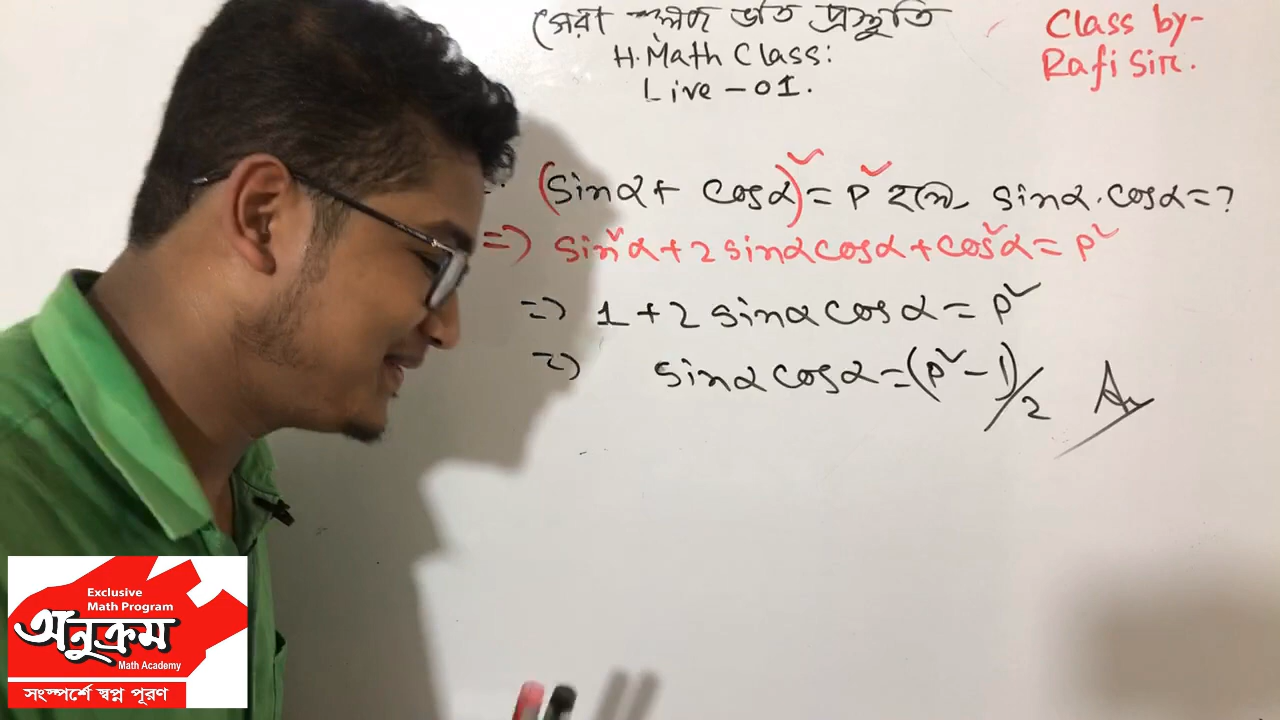 সেরা কলেজ ভর্তি প্রস্তুতি
H.Math Class:
Live - 01.
Class by-
Rafi Sir.
(sinα + cosα)² = P² হলে, sinα.cosα = ?
=> sin²α + 2 sinα cosα + cos²α = P²
=> 1 + 2 sinα cosα = P²
=> sinα cosα = (P² - 1)/2 Ans
Exclusive
Math Program
অনুক্রম
Math Academy
সংস্পর্শে স্বপ্ন পূরণ